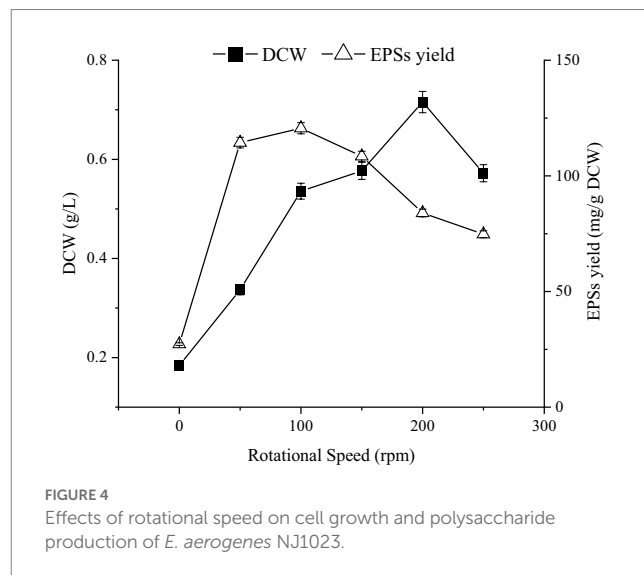 DCW EPSs yield
0.8
0.6
0.4
0.2
DCW (g/L)
150
100
50
0
EPSs yield (mg/g DCW)
0 100 200 300
Rotational Speed (rpm)
FIGURE 4
Effects of rotational speed on cell growth and polysaccharide
production of E. aerogenes NJ1023.